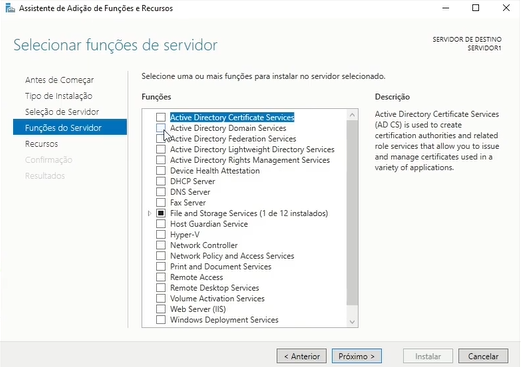 Assistente de Adição de Funções e Recursos
Selecionar funções de servidor
SERVIDOR DE DESTINO
SERVIDOR1
Antes de Começar
Tipo de Instalação
Seleção de Servidor
Funções do Servidor
Recursos
Confirmação
Resultados
Selecione uma ou mais funções para instalar no servidor selecionado.
Funções
Active Directory Certificate Services
Active Directory Domain Services
Active Directory Federation Services
Active Directory Lightweight Directory Services
Active Directory Rights Management Services
Device Health Attestation
DHCP Server
DNS Server
Fax Server
File and Storage Services (1 de 12 instalados)
Host Guardian Service
Hyper-V
Network Controller
Network Policy and Access Services
Print and Document Services
Remote Access
Remote Desktop Services
Volume Activation Services
Web Server (IIS)
Windows Deployment Services
Descrição
Active Directory Certificate Services
(AD CS) is used to create
certification authorities and related
role services that allow you to
issue and manage certificates used in a
variety of applications.
< Anterior
Próximo >
Instalar
Cancelar